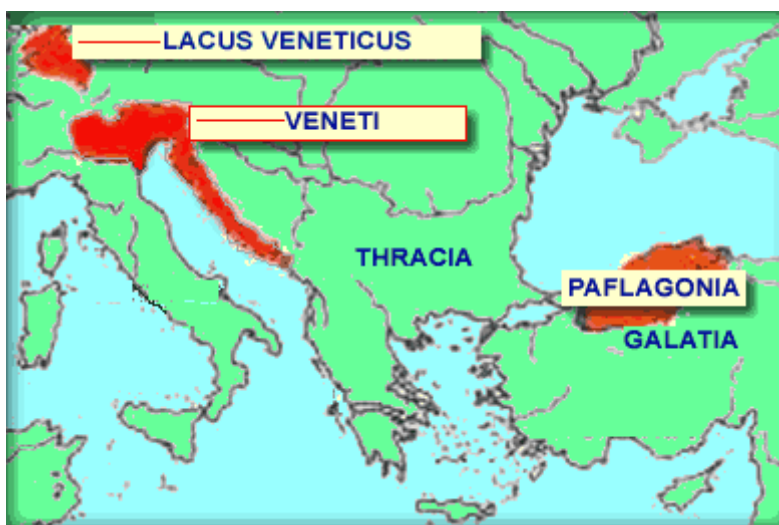 LACUS VENETICUS
VENETI
THRACIA
PAFLAGONIA
GALATIA